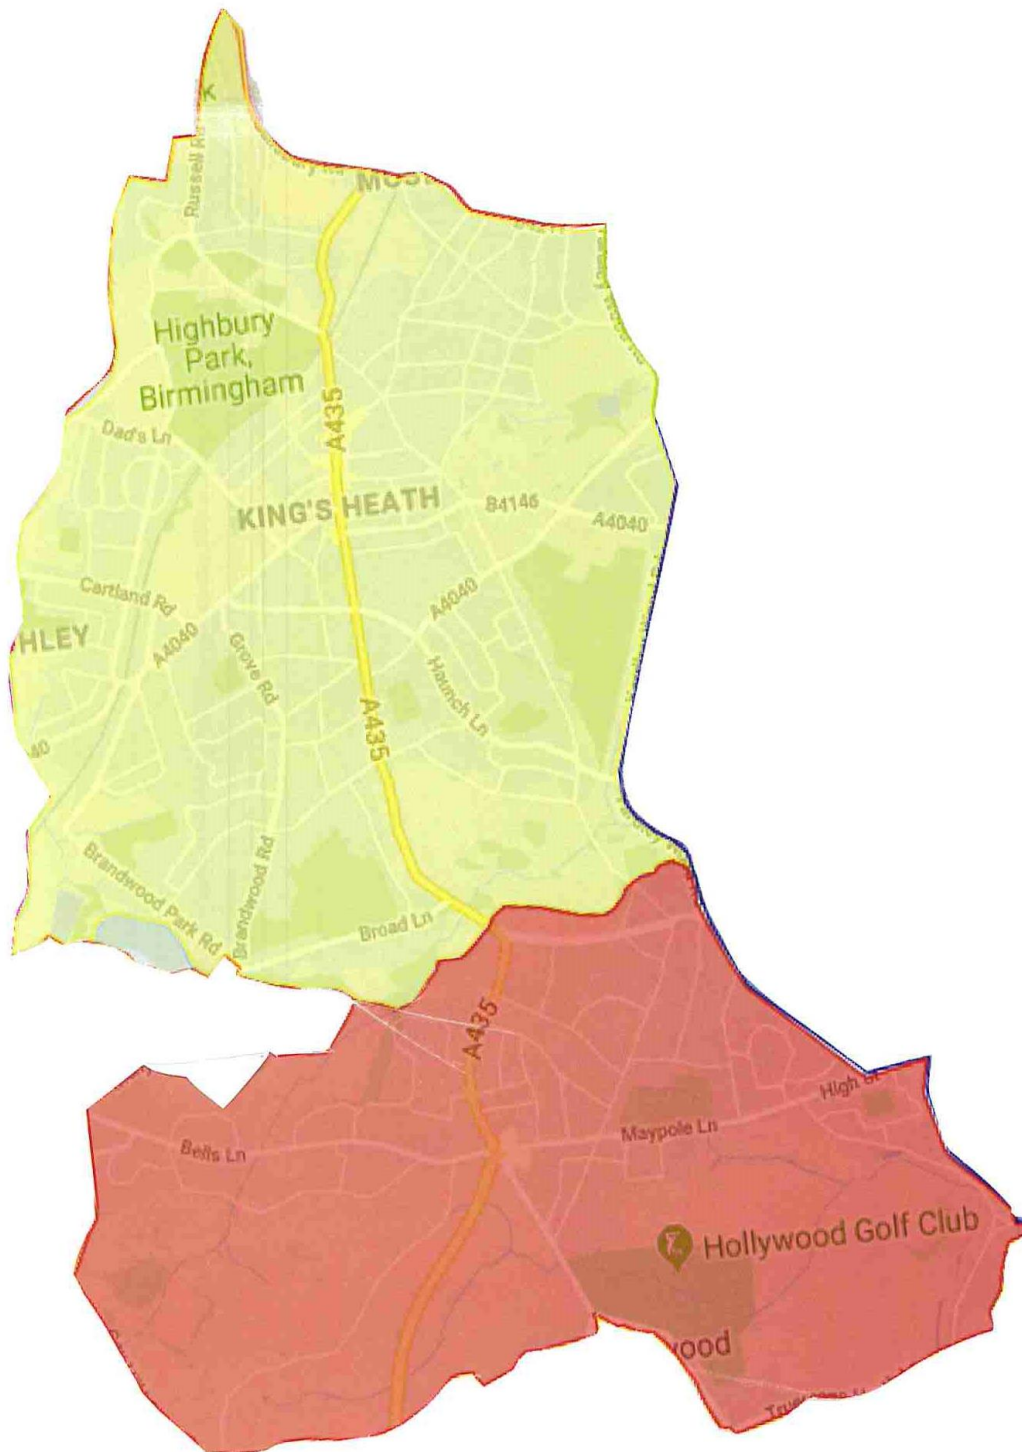 K
Russell R
MOS
Highbury
Park,
Birmingham
A435
Dad's Ln
KING'S HEATH
B4146
A4040
Cartland Rd
A4040
HLEY
A4040
Grove Rd
Haunch Ln
A435
40
Brandwood Park Rd
Brandwood Rd
Broad Ln
A435
High St
Maypole Ln
Bells Ln
Hollywood Golf Club
wood